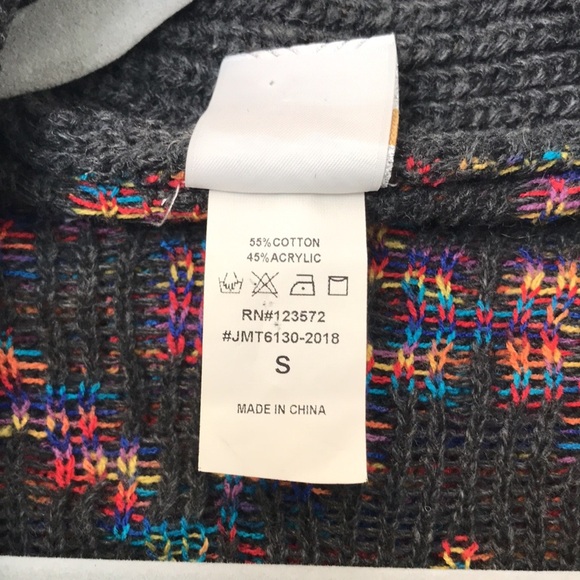 55%COTTON
45%ACRYLIC
RN#123572
#JMT6130-2018
S
MADE IN CHINA